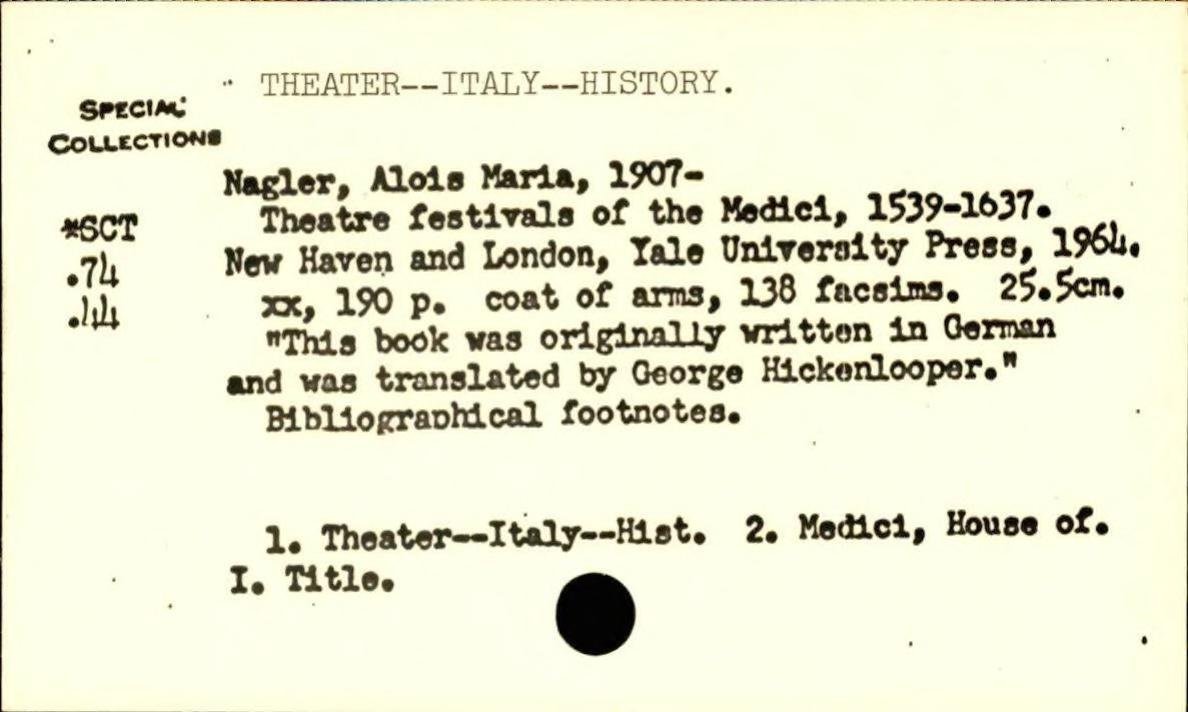 THEATER--ITALY--HISTORY.
SPECIAL
COLLECTIONS
Nagler, Alois Maria, 1907-
*SCT
.74
.44
Theatre festivals of the Medici, 1539-1637.
New Haven and London, Yale University Press, 1964.
xx, 190 p. coat of arms, 138 facsims. 25.5cm.
"This book was originally written in German
and was translated by George Hickenlooper."
Bibliographical footnotes.
1. Theater--Italy--Hist. 2. Medici, House of.
I. Title.